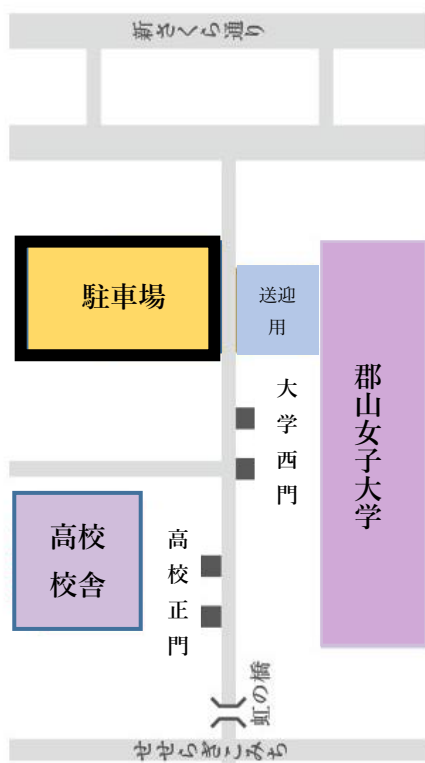 新さくら通り
駐車場
送迎
用
大学西門
郡山女子大学
高校
校舎
高校正門
虹の橋
せせらぎこみち